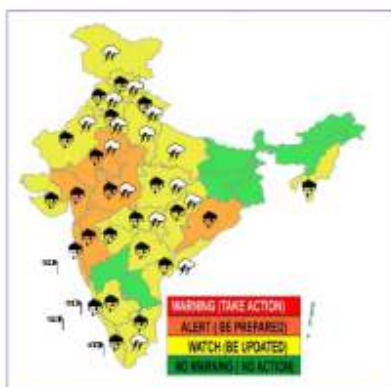 WARNING (TAKE ACTION)
ALERT ( BE PREPARED)
WATCH (BE UPDATED)
NO WARNING ( NO ACTION)